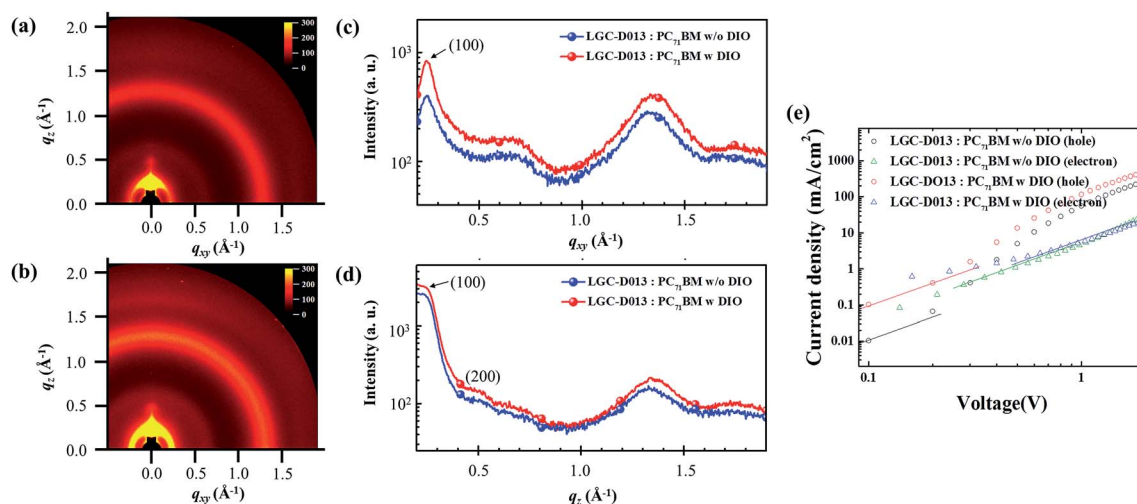 (a)
300
200
100
0
2.0
1.5
1.0
0.5
0.0
q_z (Å⁻¹)
0.0 0.5 1.0 1.5
q_xy (Å⁻¹)
(b)
300
200
100
0
2.0
1.5
1.0
0.5
0.0
q_z (Å⁻¹)
0.0 0.5 1.0 1.5
q_xy (Å⁻¹)
(c)
(100)
LGC-D013 : PC₇₁BM w/o DIO
LGC-D013 : PC₇₁BM w DIO
10³
10²
Intensity (a. u.)
0.5 1.0 1.5
q_xy (Å⁻¹)
(d)
(100)
(200)
LGC-D013 : PC₇₁BM w/o DIO
LGC-D013 : PC₇₁BM w DIO
10³
10²
Intensity (a. u.)
0.5 1.0 1.5
q_z (Å⁻¹)
(e)
LGC-D013 : PC₇₁BM w/o DIO (hole)
LGC-D013 : PC₇₁BM w/o DIO (electron)
LGC-DO13 : PC₇₁BM w DIO (hole)
LGC-D013 : PC₇₁BM w DIO (electron)
1000
100
10
1
0.1
0.01
Current density (mA/cm²)
0.1 1
Voltage(V)